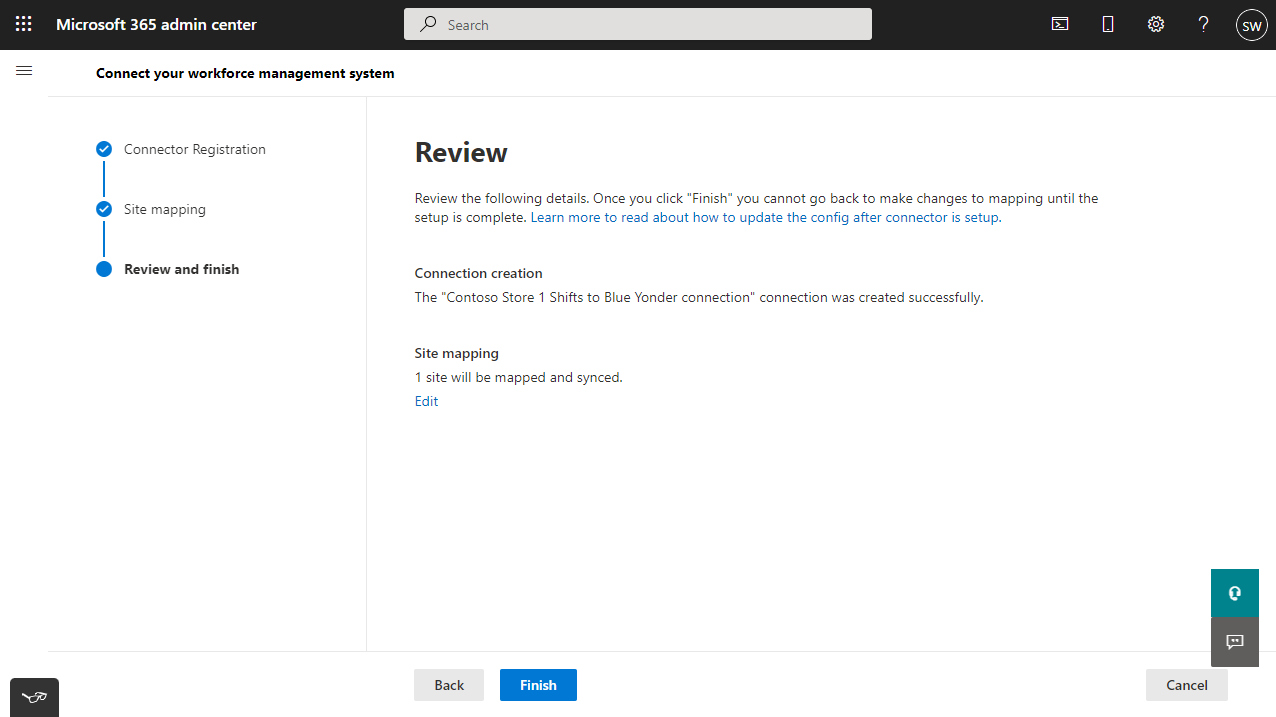 Microsoft 365 admin center
Search
?
SW
Connect your workforce management system
Connector Registration
Site mapping
Review and finish
Review
Review the following details. Once you click "Finish" you cannot go back to make changes to mapping until the
setup is complete. Learn more to read about how to update the config after connector is setup.
Connection creation
The "Contoso Store 1 Shifts to Blue Yonder connection" connection was created successfully.
Site mapping
1 site will be mapped and synced.
Edit
Back
Finish
Cancel